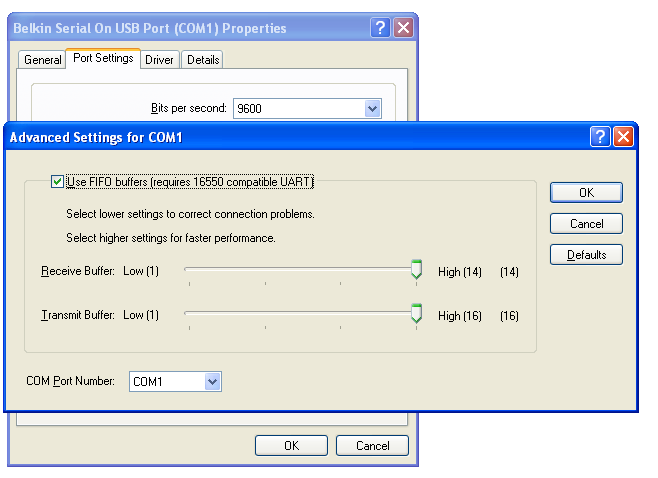 Belkin Serial On USB Port (COM1) Properties
General Port Settings Driver Details
Bits per second: 9600
Advanced Settings for COM1
Use FIFO buffers (requires 16550 compatible UART)
OK
Select lower settings to correct connection problems.
Cancel
Select higher settings for faster performance.
Defaults
Receive Buffer: Low (1) High (14) (14)
Transmit Buffer: Low (1) High (16) (16)
COM Port Number: COM1
OK Cancel